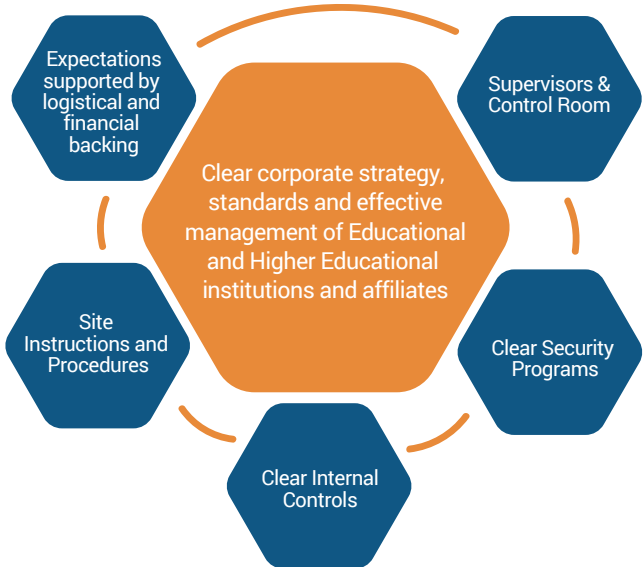 Expectations
supported by
logistical and
financial
backing
Supervisors &
Control Room
Clear corporate strategy,
standards and effective
management of Educational
and Higher Educational
institutions and affiliates
Site
Instructions and
Procedures
Clear Security
Programs
Clear Internal
Controls